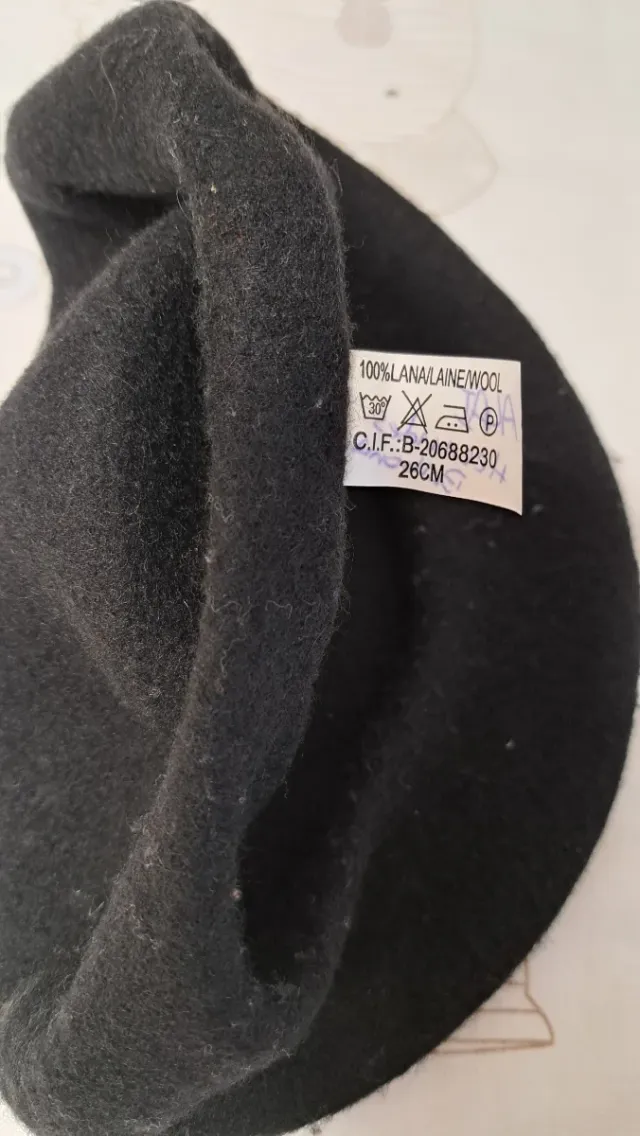 100%LANA/LAINE/WOOL
30° P
C.I.F.:B-20688230
26CM